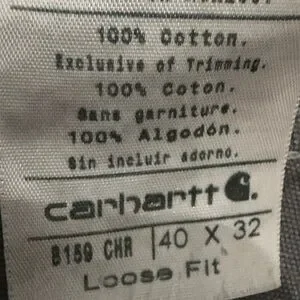 100% Cotton.
Exclusive of Trimming.
100% Coton.
Sans garniture.
100% Algodón.
Sin incluir adorno.
carhartt
B159 CHR 40 X 32
Loose Fit